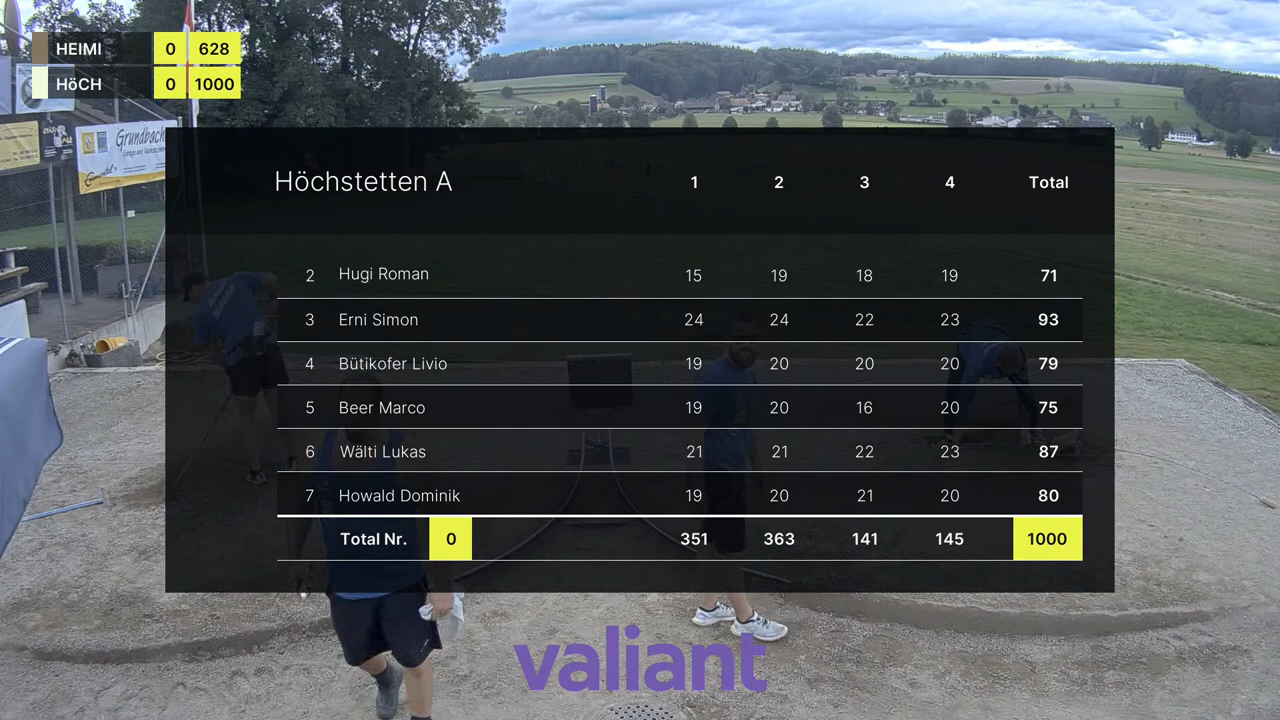 HEIMI 0 628
HöCH 0 1000
Grundbach
Höchstetten A 1 2 3 4 Total
2 Hugi Roman 15 19 18 19 71
3 Erni Simon 24 24 22 23 93
4 Bütikofer Livio 19 20 20 20 79
5 Beer Marco 19 20 16 20 75
6 Wälti Lukas 21 21 22 23 87
7 Howald Dominik 19 20 21 20 80
Total Nr. 0 351 363 141 145 1000
valiant